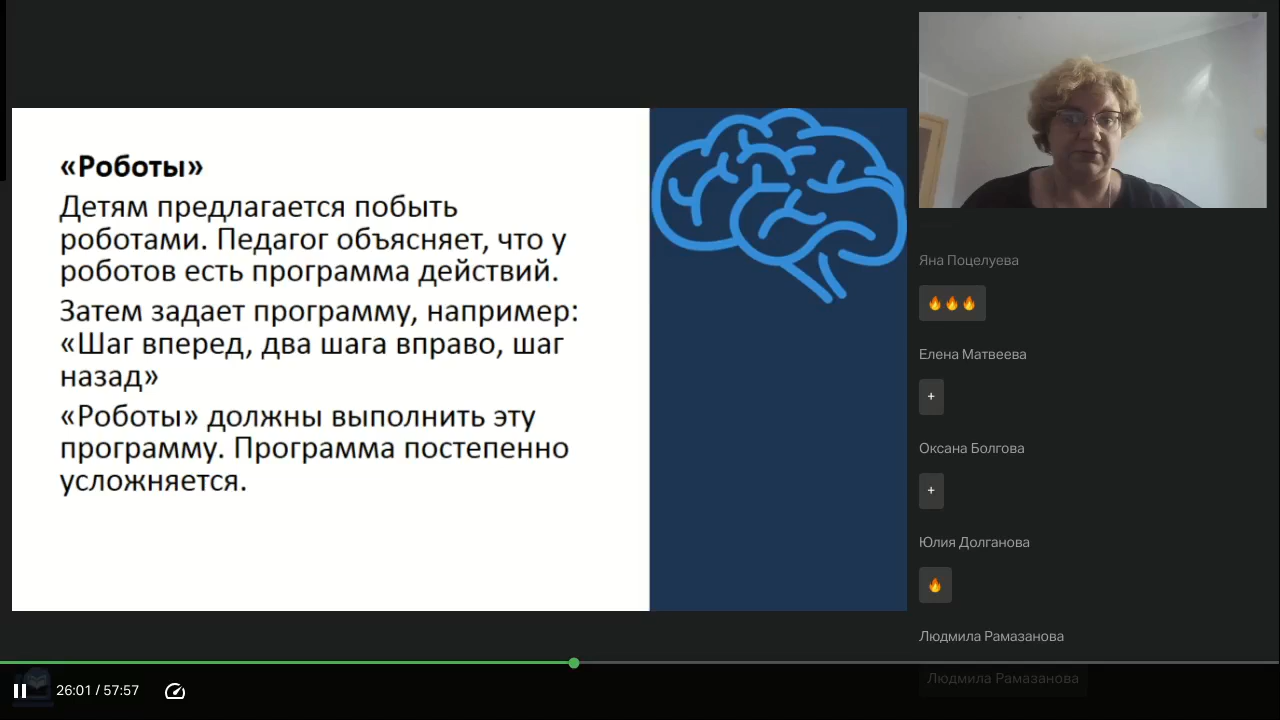 «Роботы»
Детям предлагается побыть
роботами. Педагог объясняет, что у
роботов есть программа действий.
Затем задает программу, например:
«Шаг вперед, два шага вправо, шаг
назад»
«Роботы» должны выполнить эту
программу. Программа постепенно
усложняется.
Яна Поцелуева
🔥🔥🔥
Елена Матвеева
+
Оксана Болгова
+
Юлия Долганова
🔥
Людмила Рамазанова
Людмила Рамазанова
26:01 / 57:57